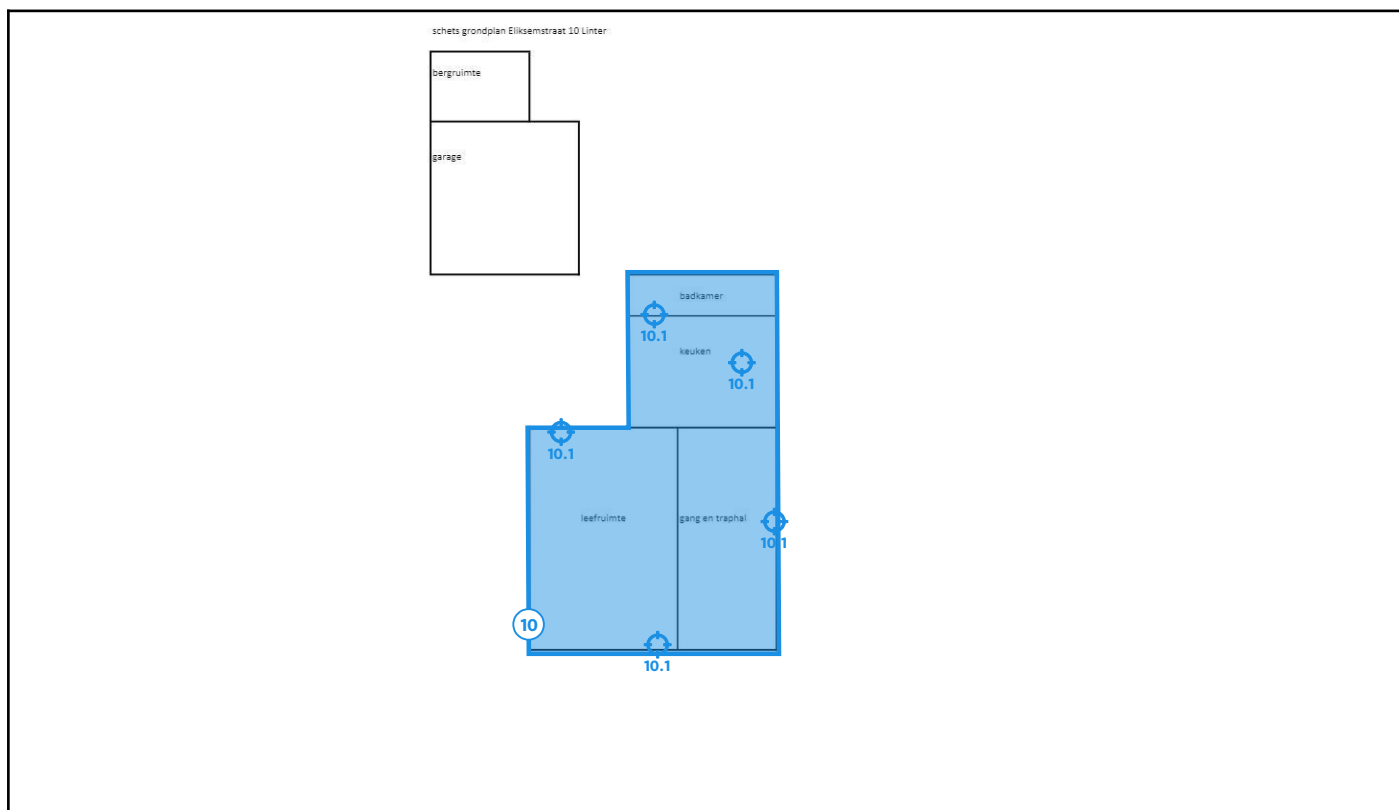 schets grondplan Eliksemstraat 10 Linter
bergruimte
garage
badkamer
10.1
keuken
10.1
10.1
leefruimte
gang en traphal
10.1
10
10.1